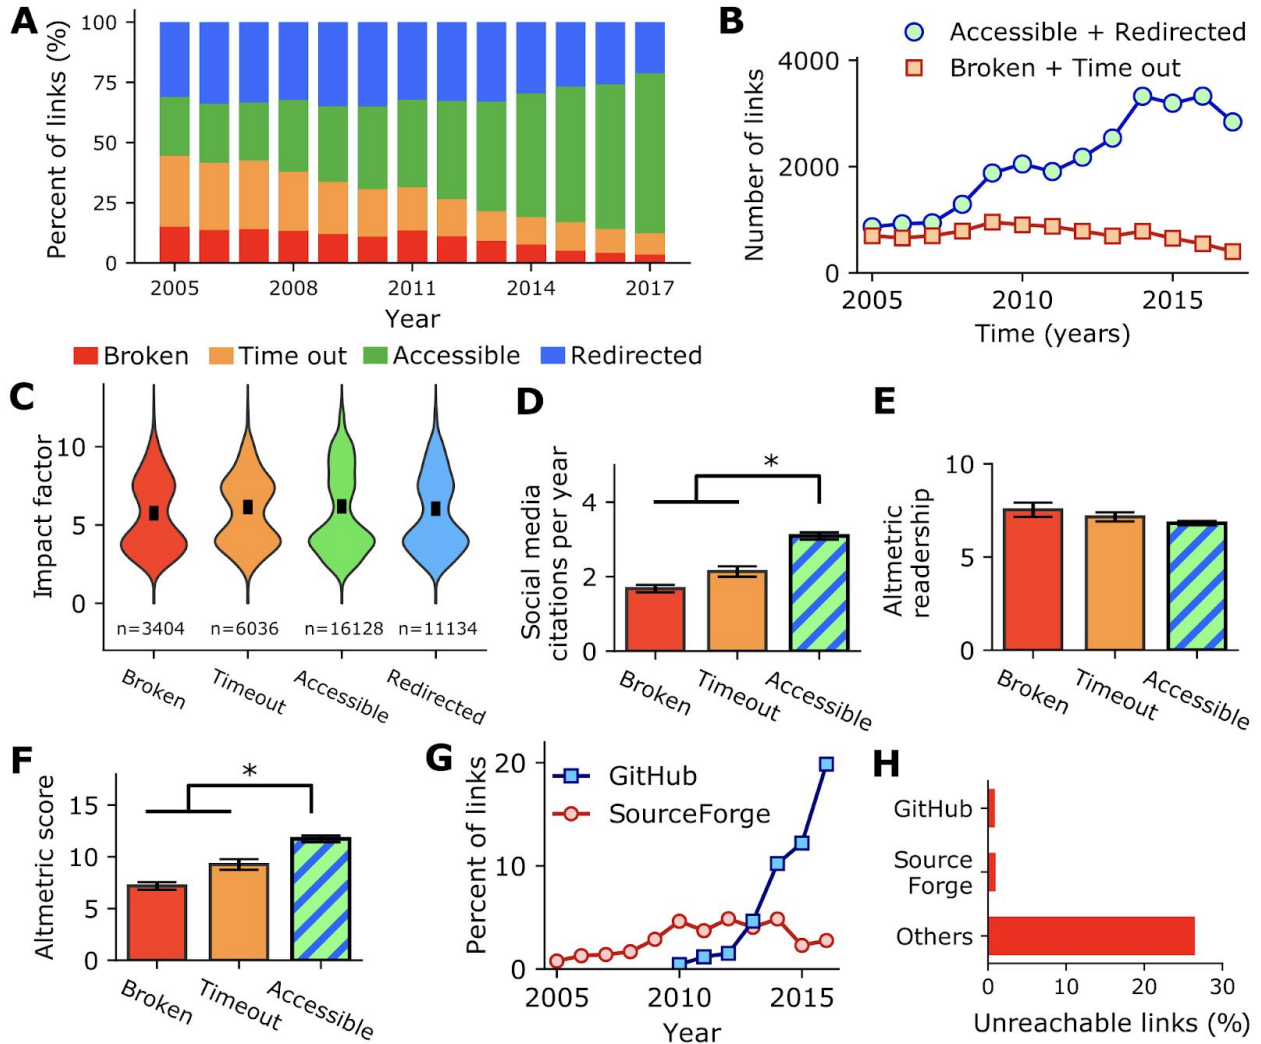 A
Percent of links (%)
100
75
50
25
0
2005 2008 2011 2014 2017
Year
Broken Time out Accessible Redirected
B
Accessible + Redirected
Broken + Time out
Number of links
4000
2000
0
2005 2010 2015
Time (years)
C
Impact factor
10
5
0
n=3404 n=6036 n=16128 n=11134
Broken Timeout Accessible Redirected
D
Social media
citations per year
4
2
0
*
Broken Timeout Accessible
E
Altmetric
readership
10
5
0
Broken Timeout Accessible
F
Altmetric score
15
10
5
0
*
Broken Timeout Accessible
G
Percent of links
20
10
0
GitHub
SourceForge
2005 2010 2015
Year
H
GitHub
Source
Forge
Others
0 10 20 30
Unreachable links (%)